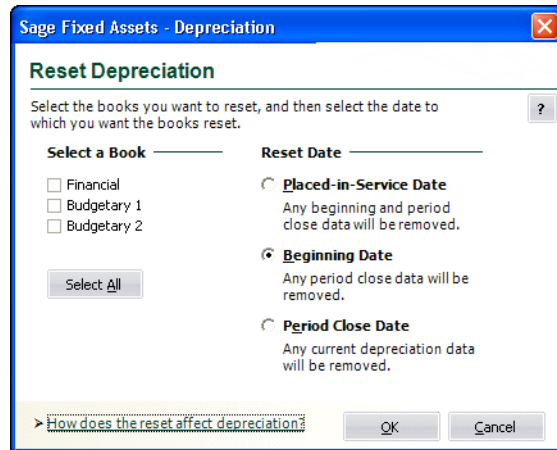 Sage Fixed Assets - Depreciation
Reset Depreciation
Select the books you want to reset, and then select the date to
which you want the books reset.
?
Select a Book
Financial
Budgetary 1
Budgetary 2
Select All
Reset Date
Placed-in-Service Date
Any beginning and period
close data will be removed.
Beginning Date
Any period close data will be
removed.
Period Close Date
Any current depreciation data
will be removed.
➤ How does the reset affect depreciation?
OK
Cancel